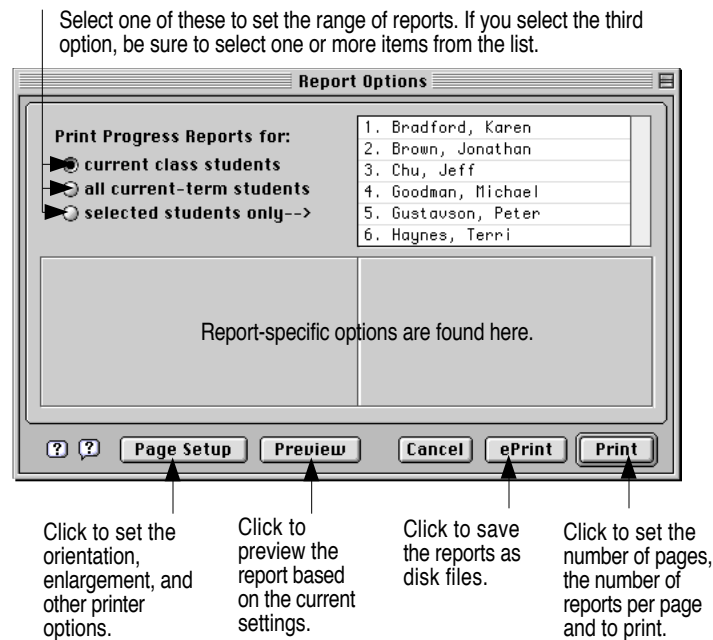 Select one of these to set the range of reports. If you select the third
option, be sure to select one or more items from the list.
Report Options
Print Progress Reports for:
current class students
all current-term students
selected students only-->
1. Bradford, Karen
2. Brown, Jonathan
3. Chu, Jeff
4. Goodman, Michael
5. Gustavson, Peter
6. Haynes, Terri
Report-specific options are found here.
? ? Page Setup Preview Cancel ePrint Print
Click to set the
orientation,
enlargement, and
other printer
options.
Click to
preview the
report based
on the current
settings.
Click to save
the reports as
disk files.
Click to set the
number of pages,
the number of
reports per page
and to print.